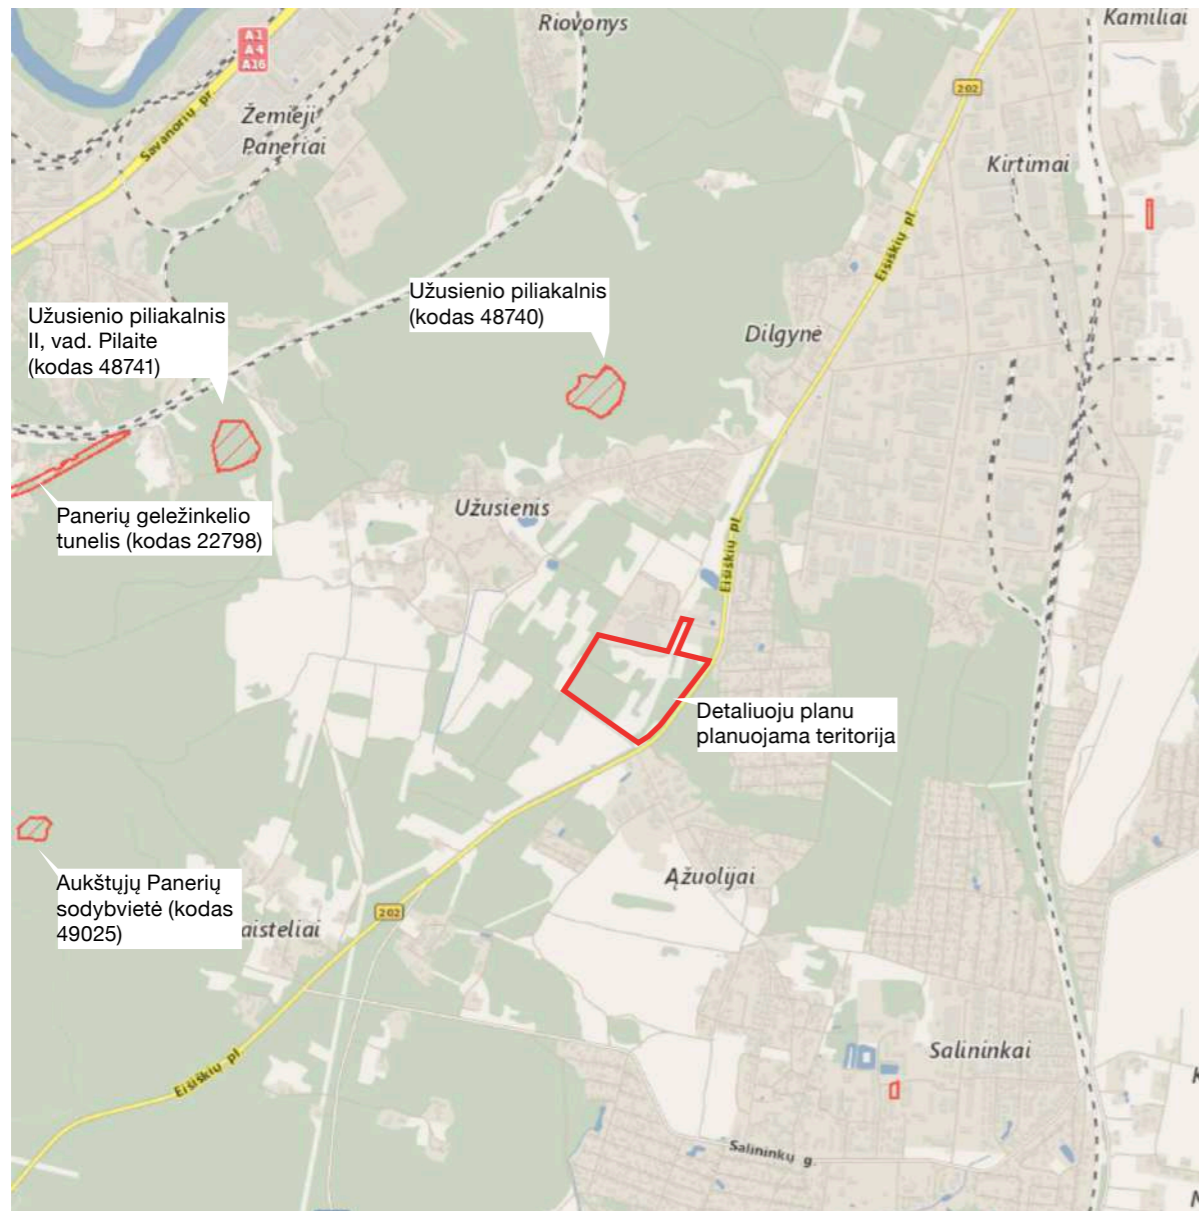 Riovonys
Kamiliai
A1
A4
A16
202
Savanorių pr.
Žemieji
Paneriai
Kirtimai
Eišiškių pl.
Užusienio piliakalnis
(kodas 48740)
Užusienio piliakalnis
II, vad. Pilaite
(kodas 48741)
Dilgynė
Užusienis
Panerių geležinkelio
tunelis (kodas 22798)
Eišiškių pl.
Detaliuoju planu
planuojama teritorija
Aukštųjų Panerių
sodybvietė (kodas
49025)
Ąžuolijai
202
aisteliai
Salininkai
Eišiškių pl.
Salininkų g.